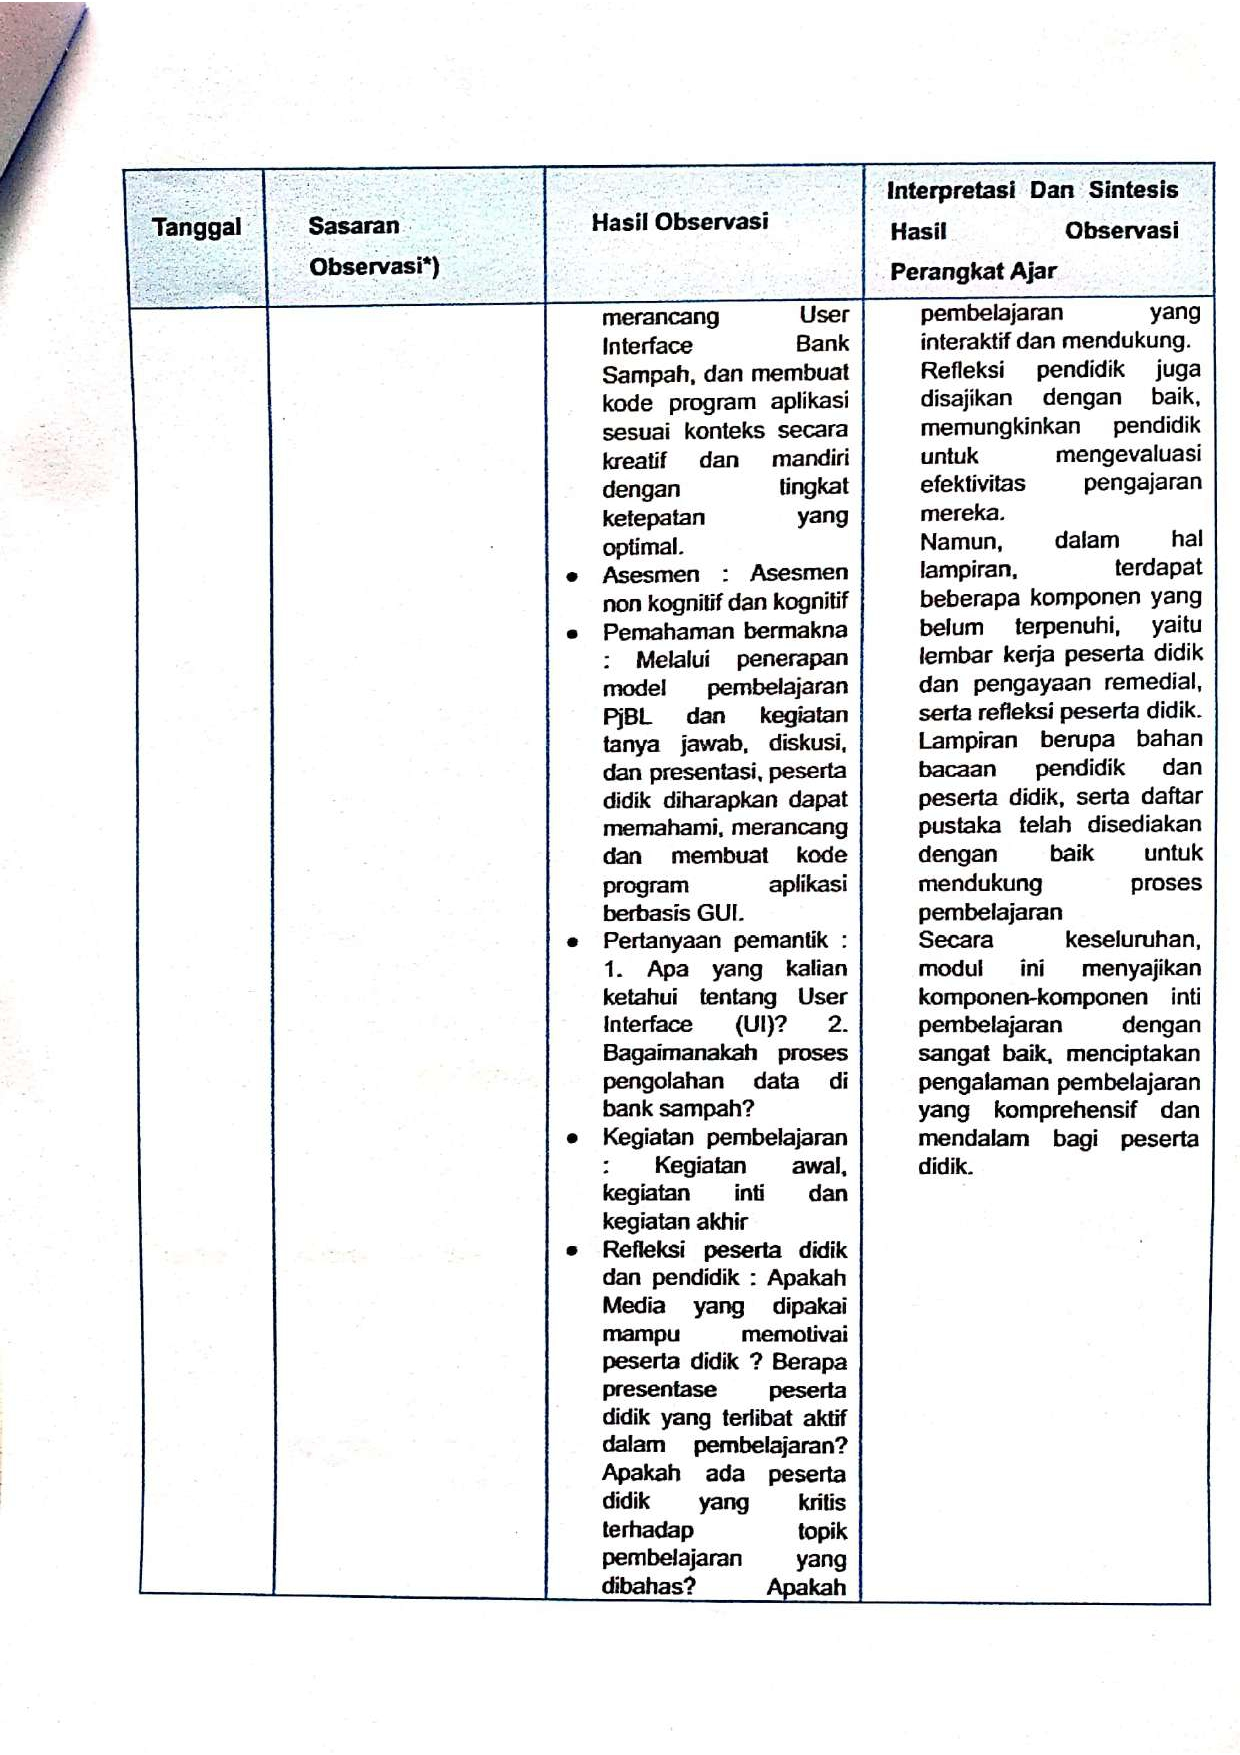 Tanggal
Sasaran
Observasi*)
Hasil Observasi
Interpretasi Dan Sintesis
Hasil Observasi
Perangkat Ajar
merancang User
Interface Bank
Sampah, dan membuat
kode program aplikasi
sesuai konteks secara
kreatif dan mandiri
dengan tingkat
ketepatan yang
optimal.
• Asesmen : Asesmen
non kognitif dan kognitif
• Pemahaman bermakna
: Melalui penerapan
model pembelajaran
PjBL dan kegiatan
tanya jawab, diskusi,
dan presentasi, peserta
didik diharapkan dapat
memahami, merancang
dan membuat kode
program aplikasi
berbasis GUI.
• Pertanyaan pemantik :
1. Apa yang kalian
ketahui tentang User
Interface (UI)? 2.
Bagaimanakah proses
pengolahan data di
bank sampah?
• Kegiatan pembelajaran
: Kegiatan awal,
kegiatan inti dan
kegiatan akhir
• Refleksi peserta didik
dan pendidik : Apakah
Media yang dipakai
mampu memotivai
peserta didik ? Berapa
presentase peserta
didik yang terlibat aktif
dalam pembelajaran?
Apakah ada peserta
didik yang kritis
terhadap topik
pembelajaran yang
dibahas? Apakah
pembelajaran yang
interaktif dan mendukung.
Refleksi pendidik juga
disajikan dengan baik,
memungkinkan pendidik
untuk mengevaluasi
efektivitas pengajaran
mereka.
Namun, dalam hal
lampiran, terdapat
beberapa komponen yang
belum terpenuhi, yaitu
lembar kerja peserta didik
dan pengayaan remedial,
serta refleksi peserta didik.
Lampiran berupa bahan
bacaan pendidik dan
peserta didik, serta daftar
pustaka telah disediakan
dengan baik untuk
mendukung proses
pembelajaran
Secara keseluruhan,
modul ini menyajikan
komponen-komponen inti
pembelajaran dengan
sangat baik, menciptakan
pengalaman pembelajaran
yang komprehensif dan
mendalam bagi peserta
didik.